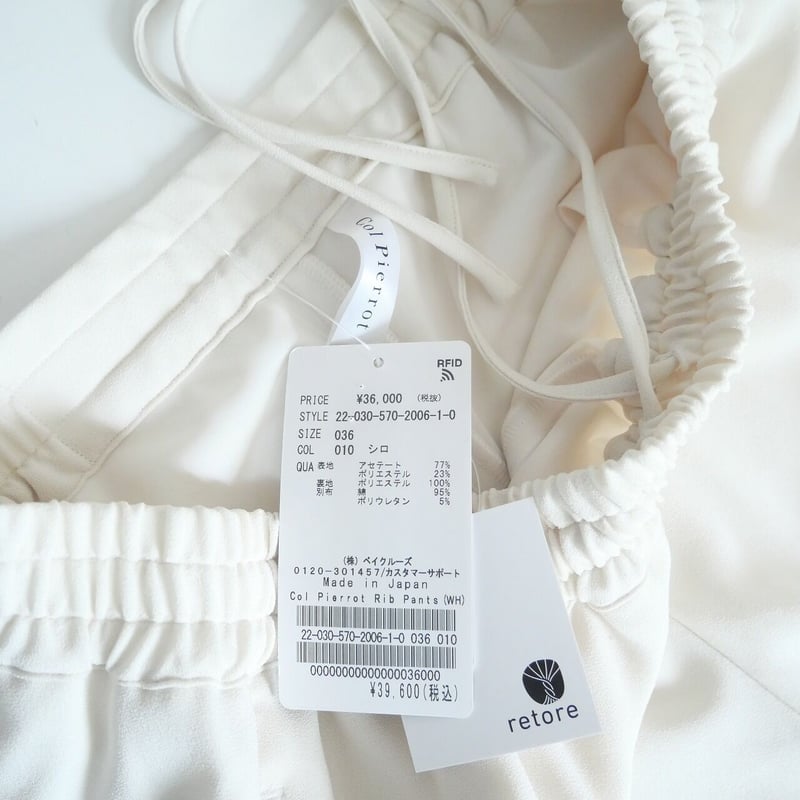 Col Pierrot
RFID
PRICE ¥36,000 (税抜)
STYLE 22-030-570-2006-1-0
SIZE 036
COL 010 シロ
QUA 表地 アセテート 77%
ポリエステル 23%
裏地 ポリエステル 100%
別布 綿 95%
ポリウレタン 5%
(株) ベイクルーズ
0120-301457/カスタマーサポート
Made in Japan
Col Pierrot Rib Pants(WH)
22-030-570-2006-1-0 036 010
00000000000000036000
¥39,600(税込)
retore